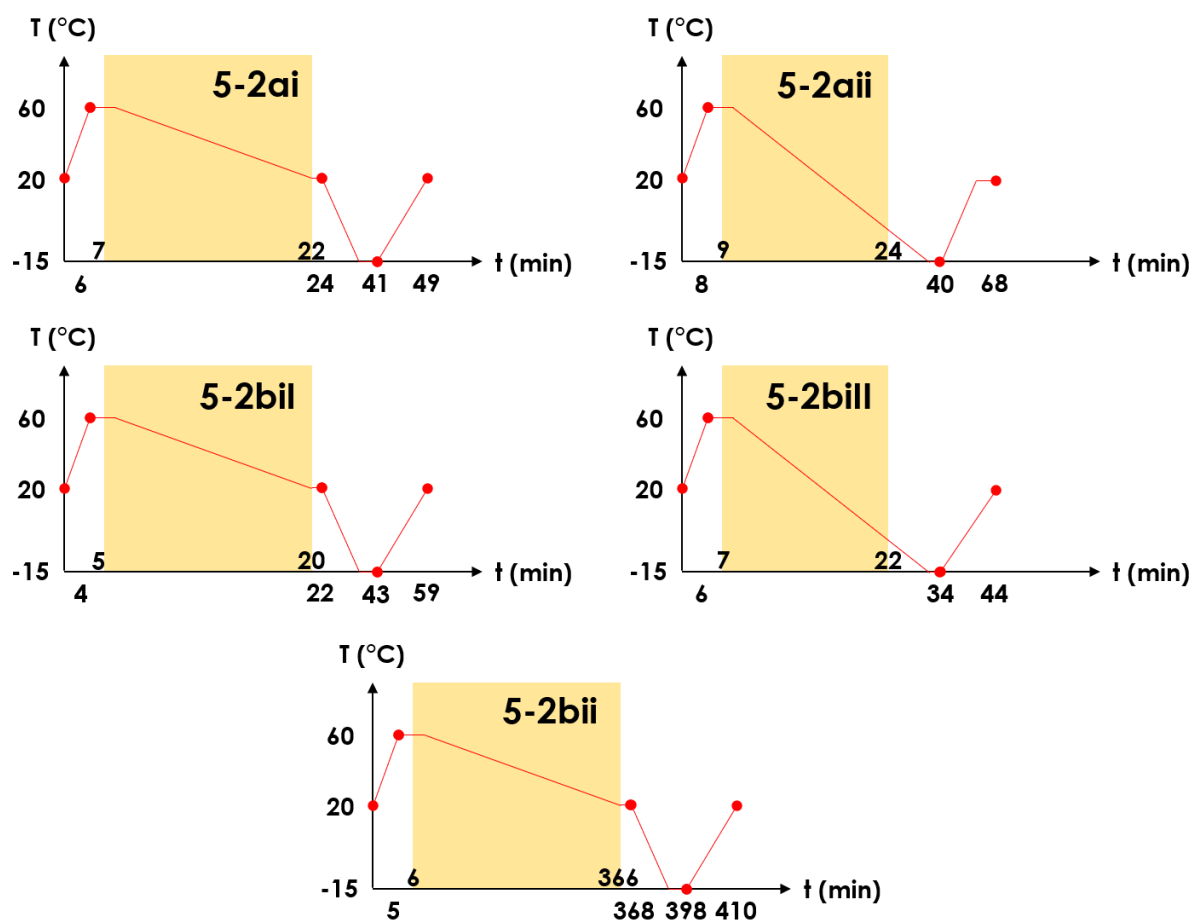 T (°C)
5-2ai
60
20
7 22
-15
t (min)
6 24 41 49
T (°C)
5-2aii
60
20
9 24
-15
t (min)
8 40 68
T (°C)
5-2biI
60
20
5 20
-15
t (min)
4 22 43 59
T (°C)
5-2biII
60
20
7 22
-15
t (min)
6 34 44
T (°C)
5-2bii
60
20
6 366
-15
t (min)
5 368 398 410